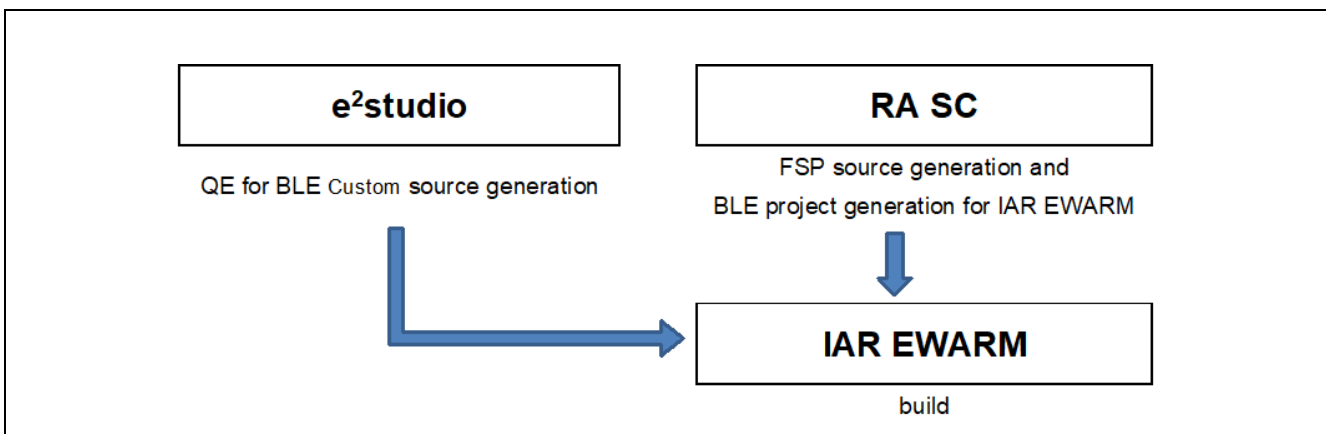 e²studio
QE for BLE Custom source generation
RA SC
FSP source generation and
BLE project generation for IAR EWARM
IAR EWARM
build